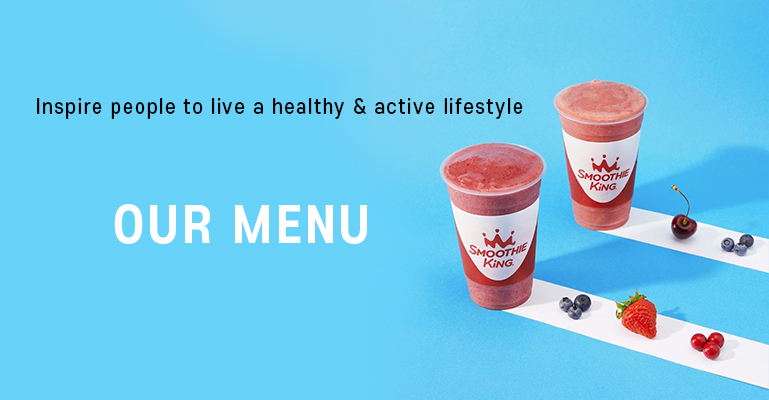 Inspire people to live a healthy & active lifestyle
OUR MENU
SMOOTHIE
KING
SMOOTHIE
KING